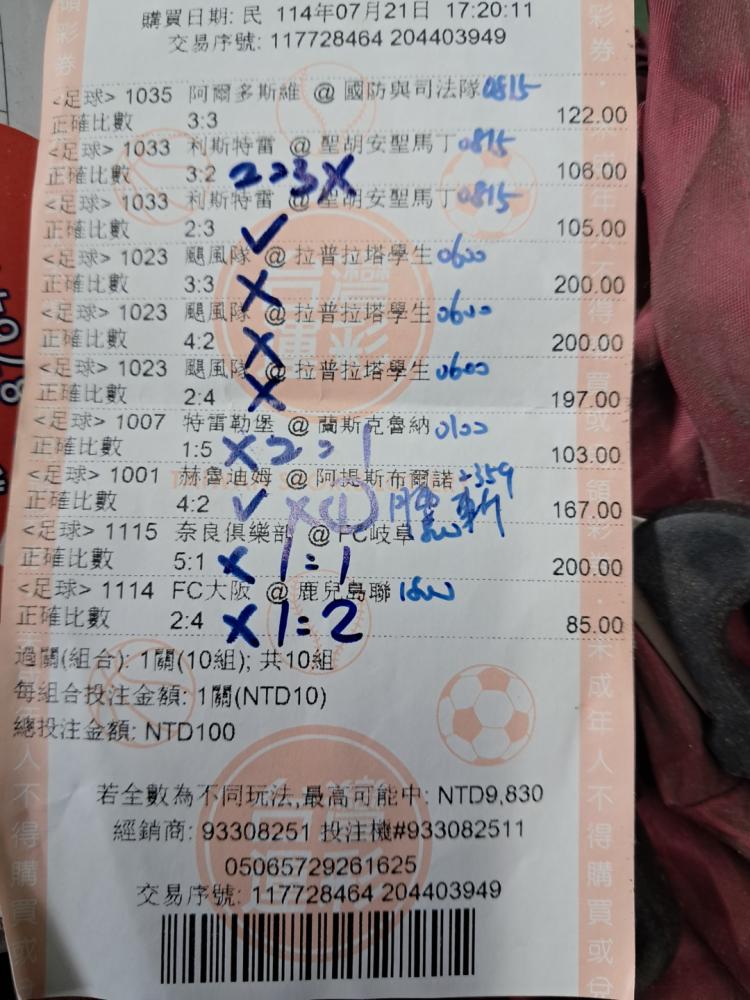 購買日期: 民 114年07月21日 17:20:11
交易序號: 117728464 204403949
<足球> 1035 阿爾多斯維 @ 國防與司法隊 0815
正確比數 3:3 122.00
<足球> 1033 利斯特雷 @ 聖胡安聖馬丁 0815
正確比數 3:2 2:3 X 106.00
<足球> 1033 利斯特雷 @ 聖胡安聖馬丁 0815
正確比數 2:3 ✓ 105.00
<足球> 1023 颶風隊 @ 拉普拉塔學生 0600
正確比數 3:3 X 200.00
<足球> 1023 颶風隊 @ 拉普拉塔學生 0600
正確比數 4:2 X 200.00
<足球> 1023 颶風隊 @ 拉普拉塔學生 0600
正確比數 2:4 X 197.00
<足球> 1007 特雷勒堡 @ 蘭斯克魯納 0100
正確比數 1:5 X 2:1 103.00
<足球> 1001 赫魯迪姆 @ 阿提斯布爾諾 2359
正確比數 4:2 ✓ X 1 167.00
<足球> 1115 奈良俱樂部 @ FC岐阜
正確比數 5:1 X 1:1 200.00
<足球> 1114 FC大阪 @ 鹿兒島聯
正確比數 2:4 X 1:2 85.00
過關(組合): 1關(10組); 共10組
每組合投注金額: 1關(NTD10)
總投注金額: NTD100
若全數為不同玩法,最高可能中: NTD9,830
經銷商: 93308251 投注機#933082511
05065729261625
交易序號: 117728464 204403949